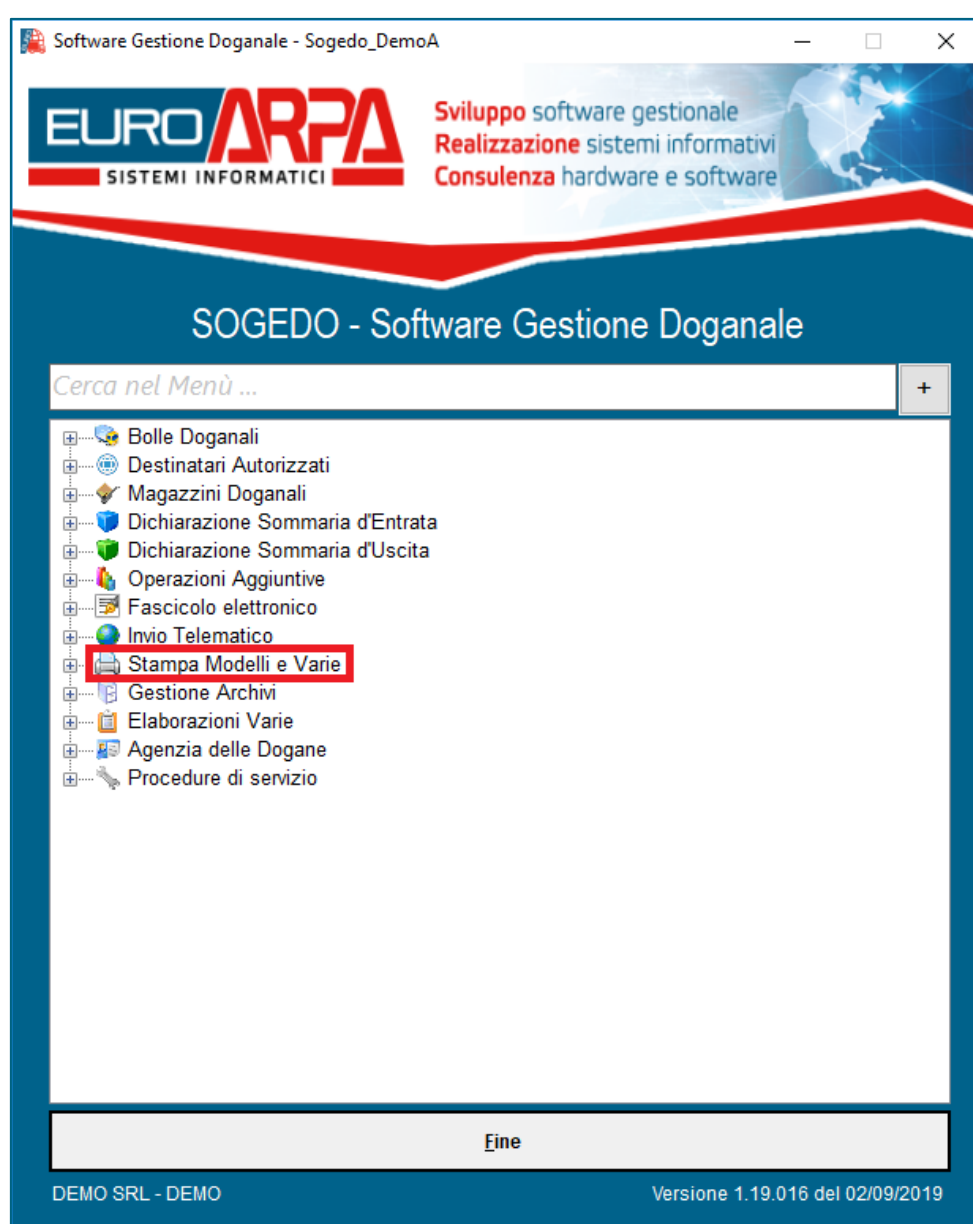 Software Gestione Doganale - Sogedo_DemoA
EURO ARPA
SISTEMI INFORMATICI
Sviluppo software gestionale
Realizzazione sistemi informativi
Consulenza hardware e software
SOGEDO - Software Gestione Doganale
Cerca nel Menù ...
+
Bolle Doganali
Destinatari Autorizzati
Magazzini Doganali
Dichiarazione Sommaria d'Entrata
Dichiarazione Sommaria d'Uscita
Operazioni Aggiuntive
Fascicolo elettronico
Invio Telematico
Stampa Modelli e Varie
Gestione Archivi
Elaborazioni Varie
Agenzia delle Dogane
Procedure di servizio
Fine
DEMO SRL - DEMO
Versione 1.19.016 del 02/09/2019